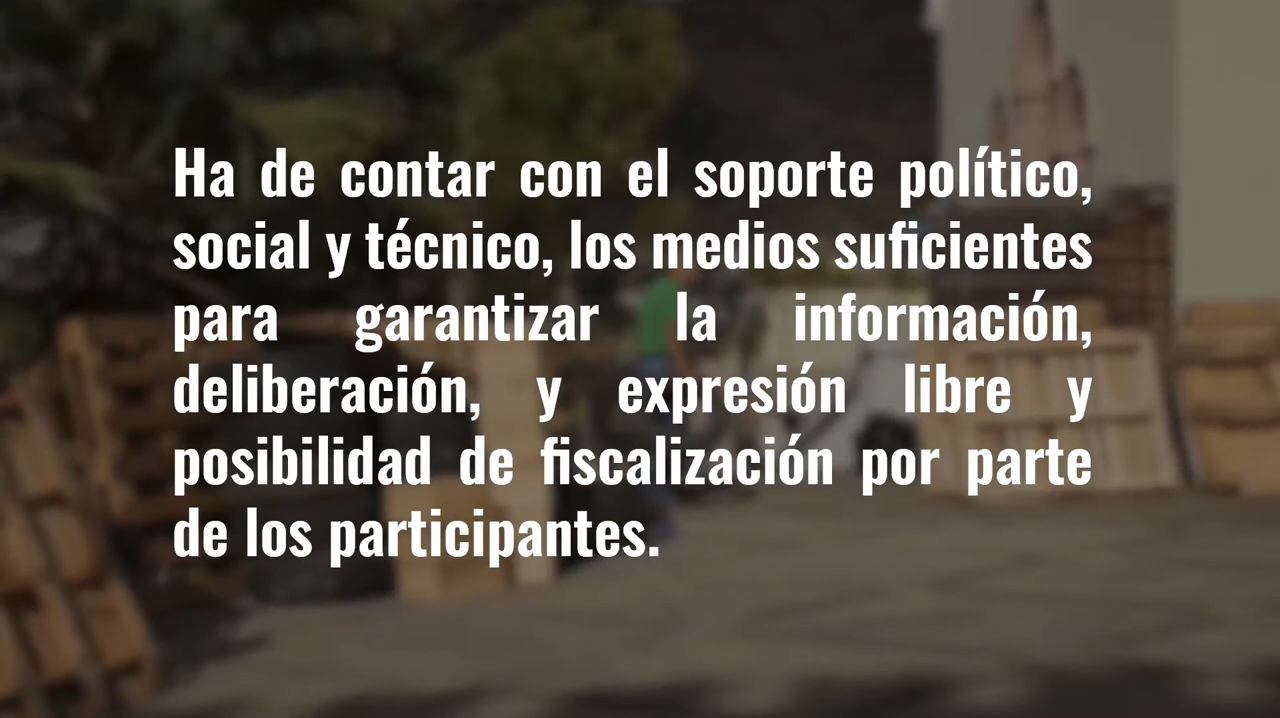 Ha de contar con el soporte político,
social y técnico, los medios suficientes
para garantizar la información,
deliberación, y expresión libre y
posibilidad de fiscalización por parte
de los participantes.